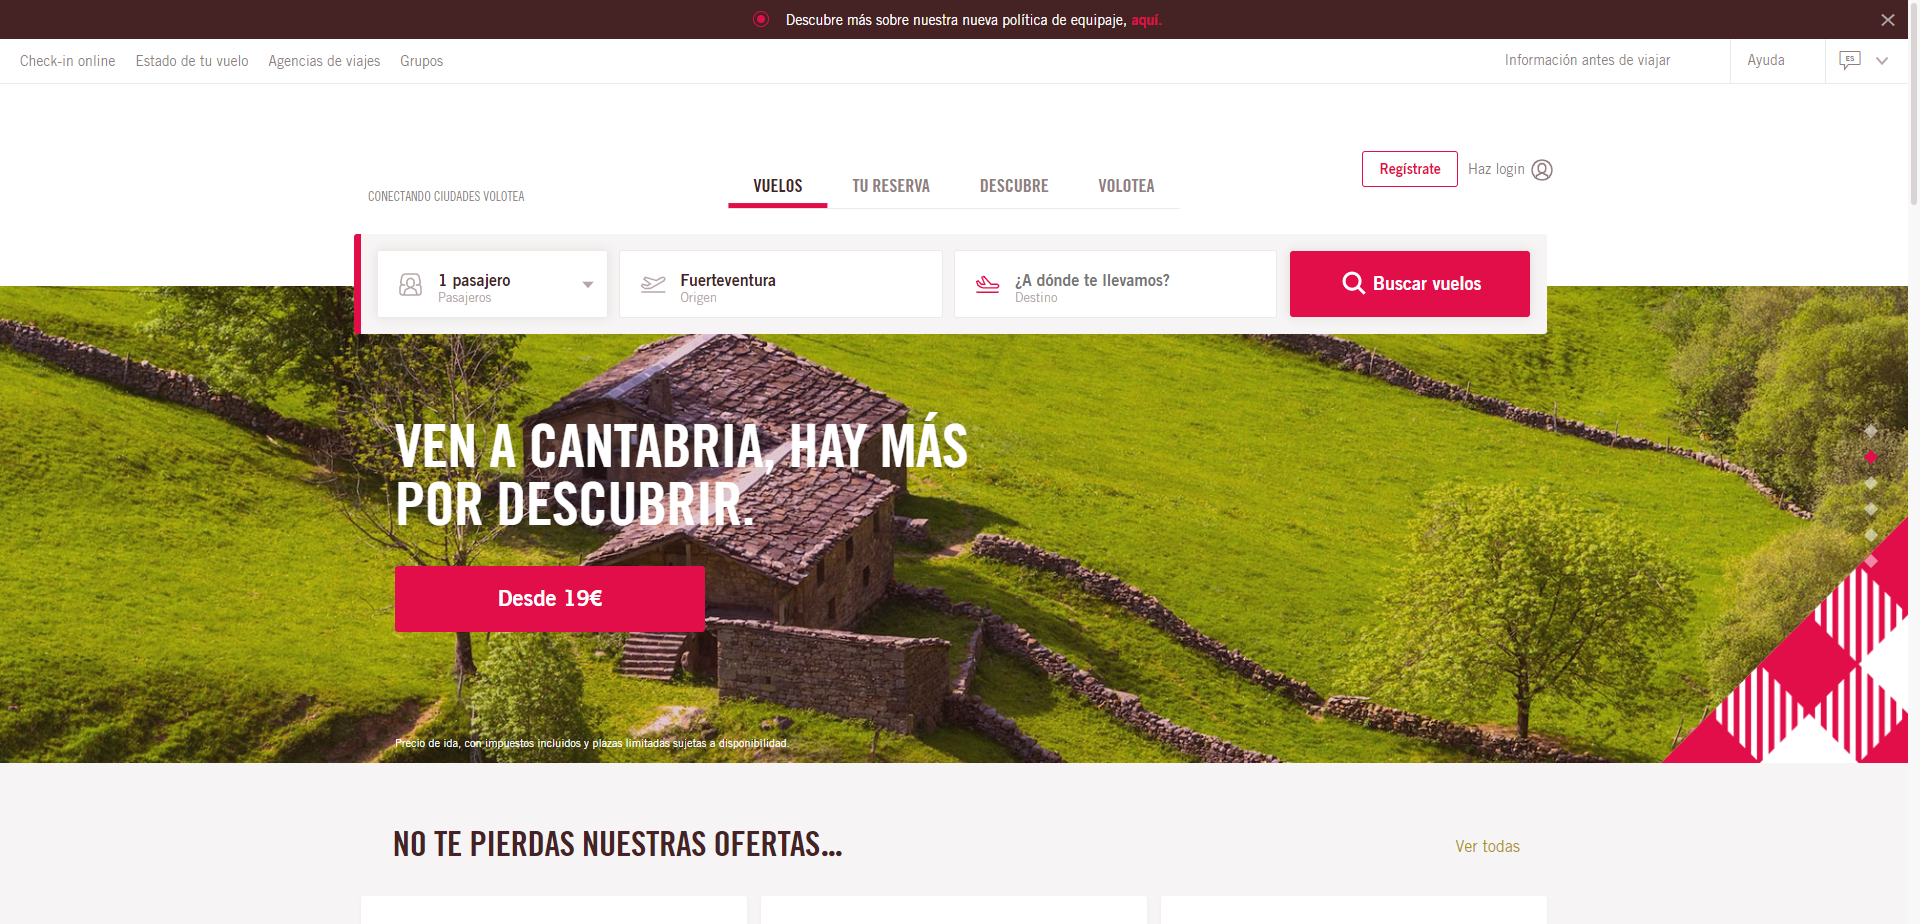 Descubre más sobre nuestra nueva política de equipaje, aquí.
Check-in online
Estado de tu vuelo
Agencias de viajes
Grupos
Información antes de viajar
Ayuda
ES
CONECTANDO CIUDADES VOLOTEA
VUELOS
TU RESERVA
DESCUBRE
VOLOTEA
Regístrate
Haz login
1 pasajero
Pasajeros
Fuerteventura
Origen
¿A dónde te llevamos?
Destino
Buscar vuelos
VEN A CANTABRIA, HAY MÁS
POR DESCUBRIR.
Desde 19€
Precio de ida, con impuestos incluidos y plazas limitadas sujetas a disponibilidad.
NO TE PIERDAS NUESTRAS OFERTAS...
Ver todas